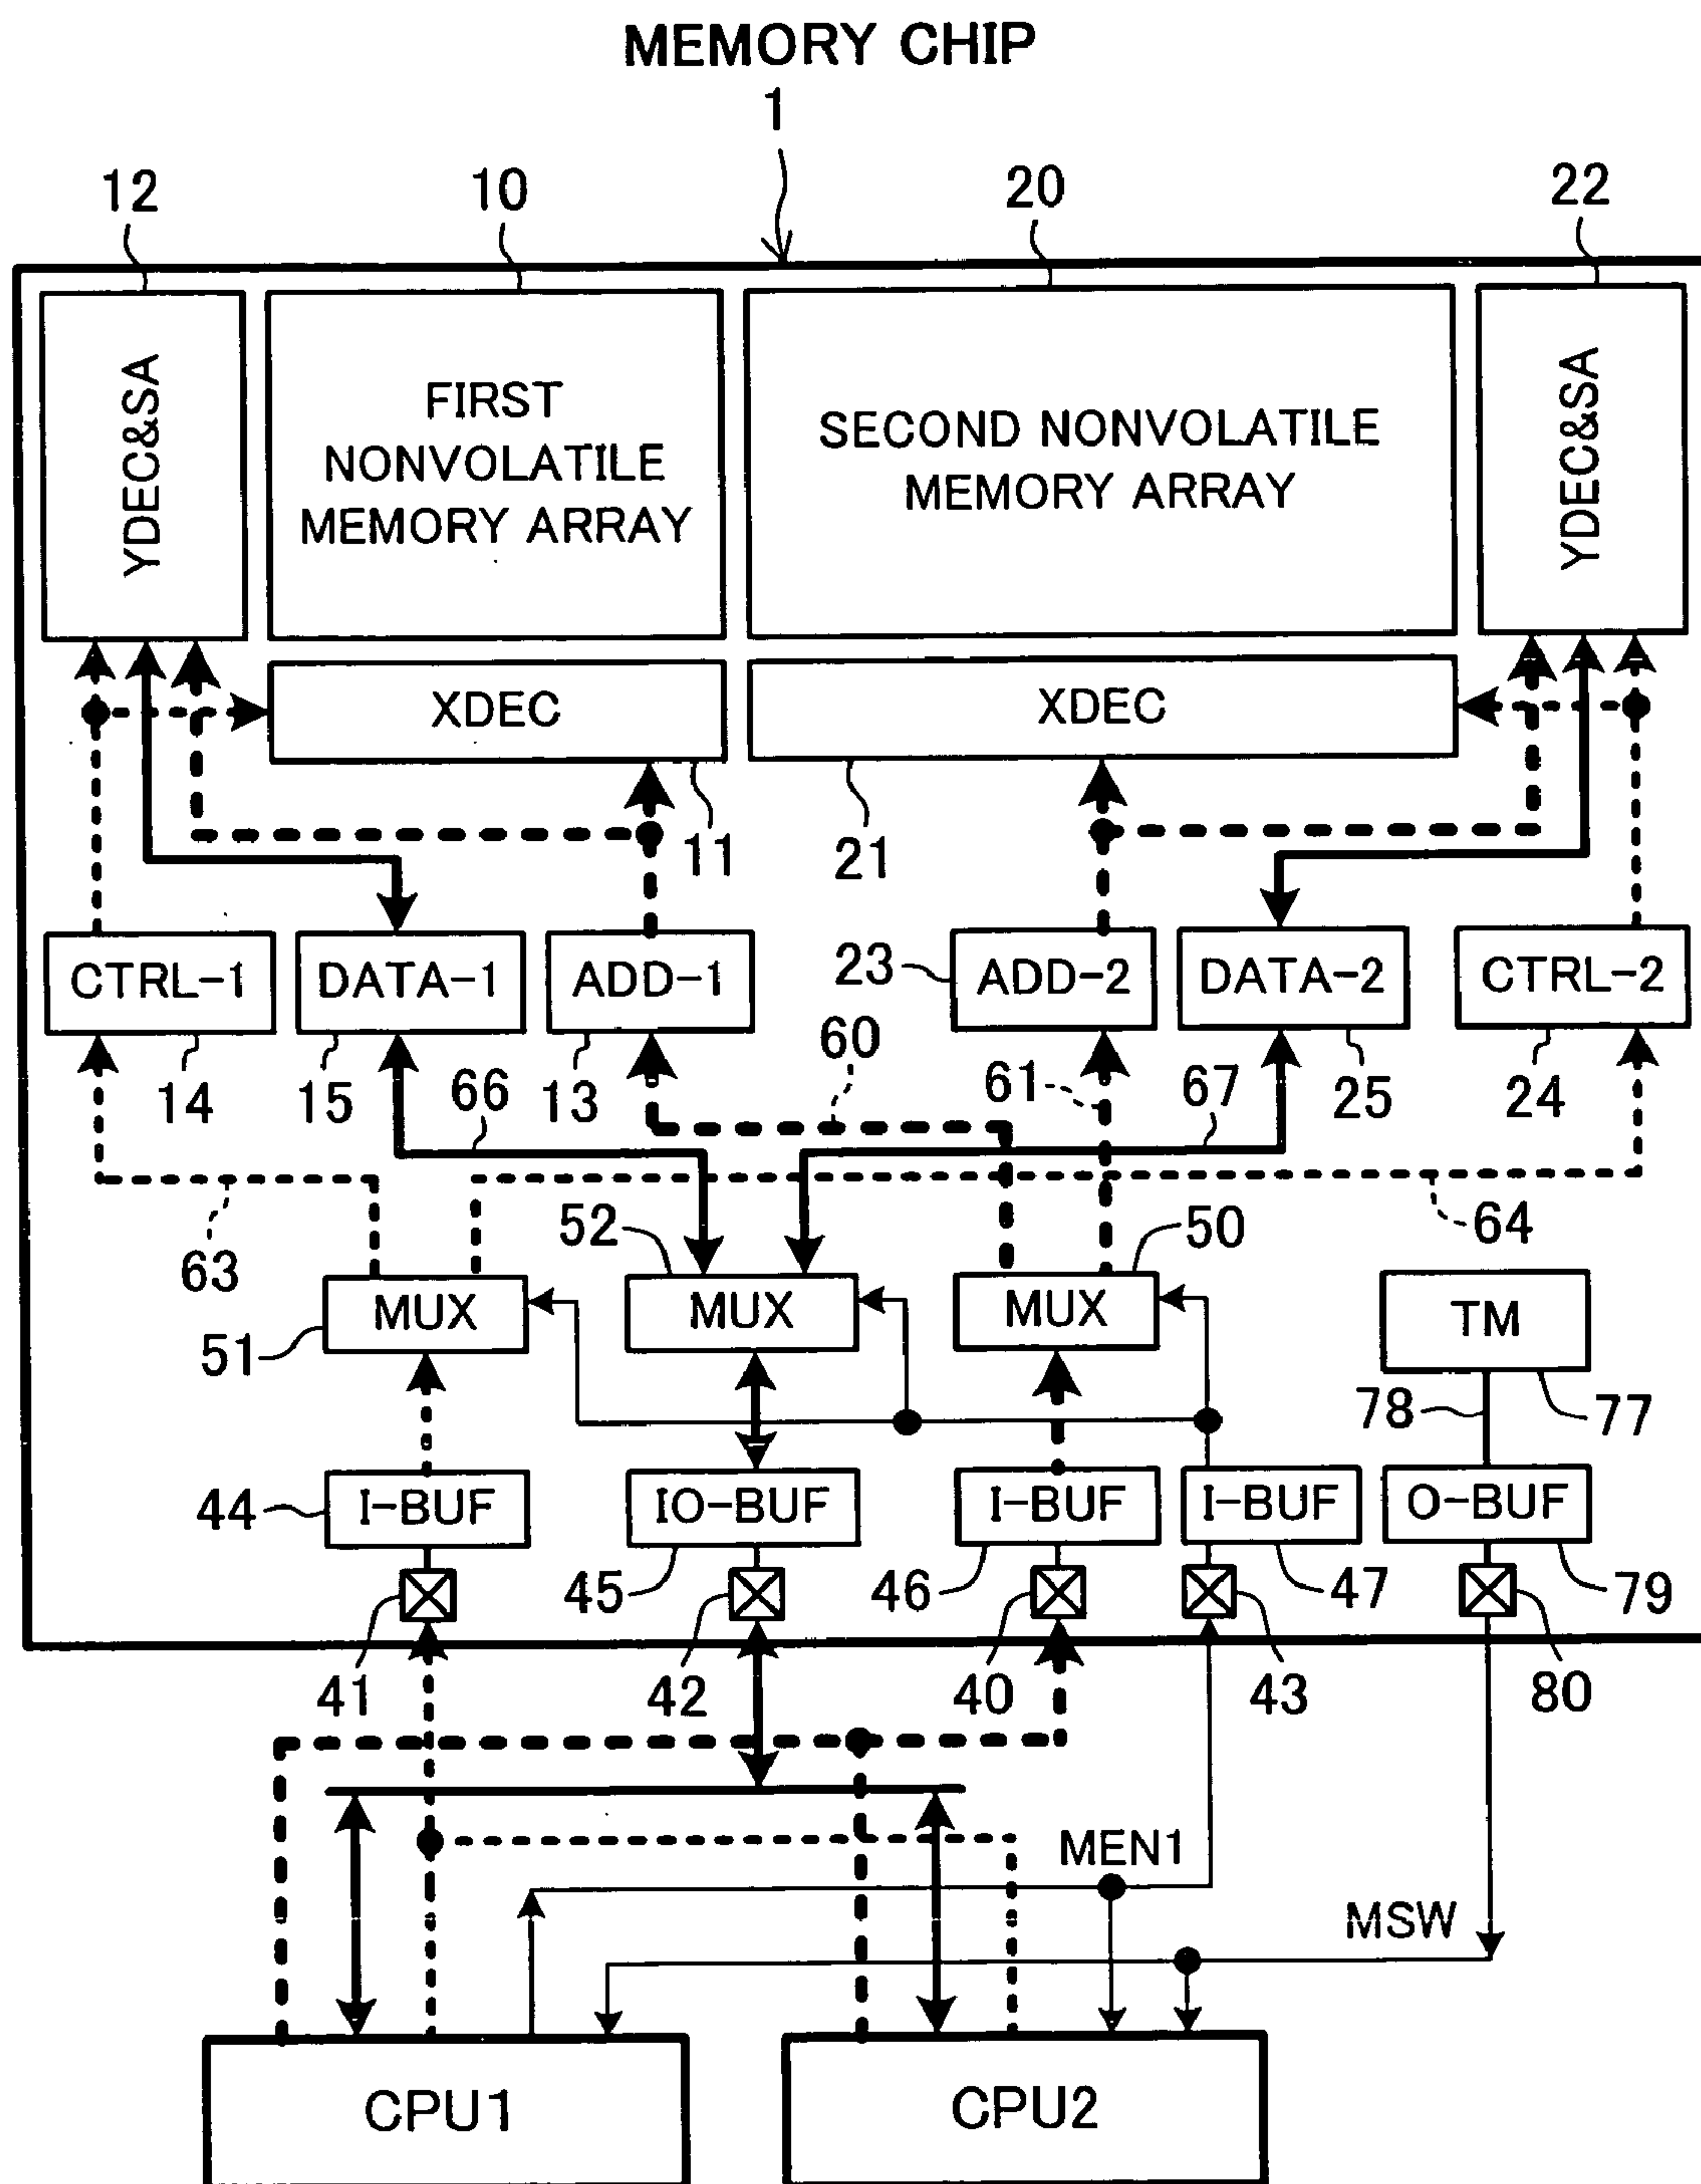 MEMORY CHIP
1
12
10
20
22
YDEC&SA
FIRST
NONVOLATILE
MEMORY ARRAY
SECOND NONVOLATILE
MEMORY ARRAY
YDEC&SA
XDEC
XDEC
11
21
CTRL-1
DATA-1
ADD-1
23
ADD-2
DATA-2
CTRL-2
14
15
66
13
60
61
67
25
24
63
52
50
64
51
MUX
MUX
MUX
TM
78
77
44
I-BUF
IO-BUF
I-BUF
I-BUF
O-BUF
41
45
42
46
40
43
47
80
79
MEN1
MSW
CPU1
CPU2